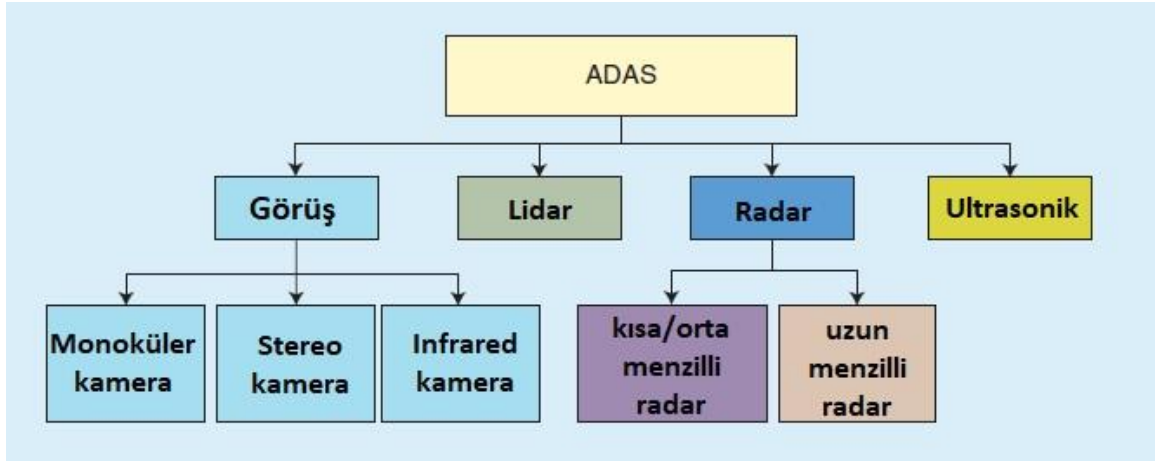 ADAS
Görüş
Lidar
Radar
Ultrasonik
Monoküler
kamera
Stereo
kamera
Infrared
kamera
kısa/orta
menzilli
radar
uzun
menzilli
radar